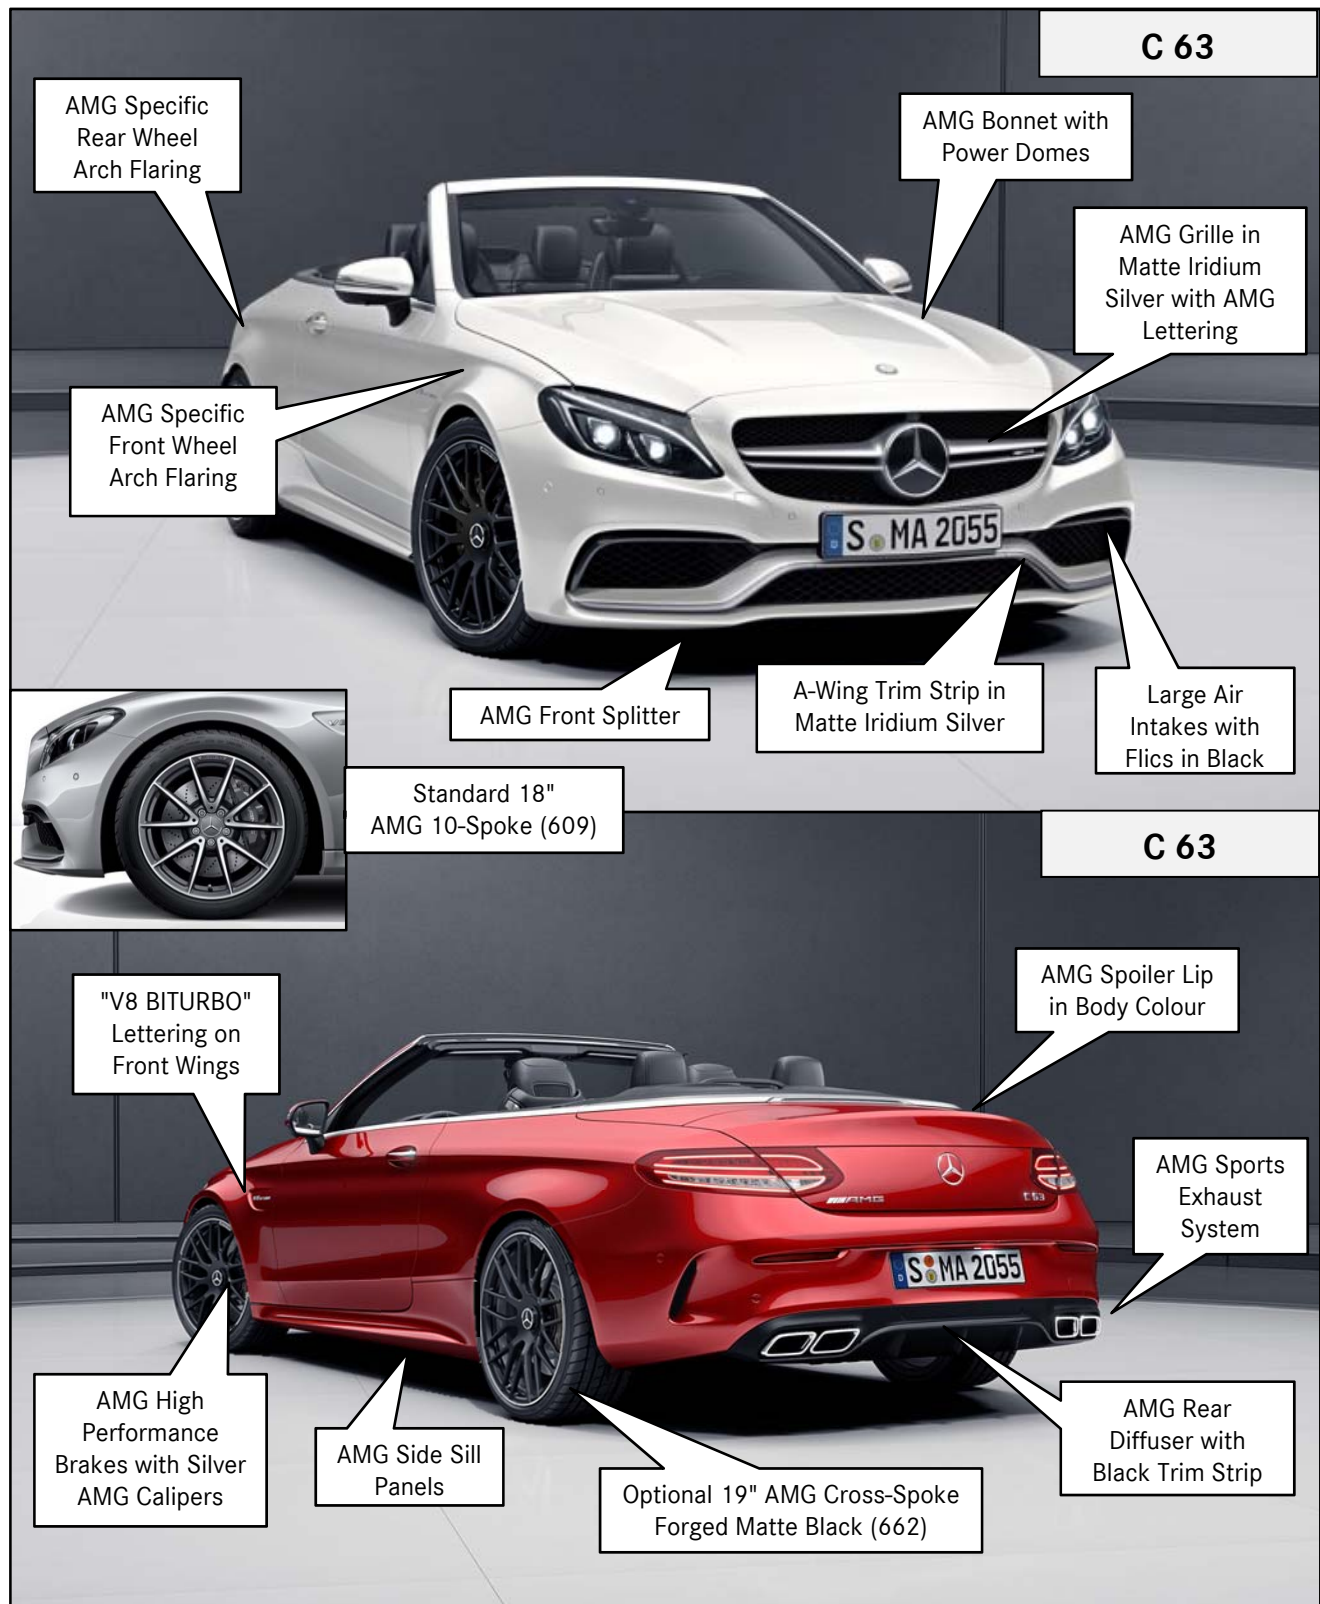 C 63
AMG Specific
Rear Wheel
Arch Flaring
AMG Bonnet with
Power Domes
AMG Grille in
Matte Iridium
Silver with AMG
Lettering
AMG Specific
Front Wheel
Arch Flaring
S MA 2055
AMG Front Splitter
A-Wing Trim Strip in
Matte Iridium Silver
Large Air
Intakes with
Flics in Black
Standard 18"
AMG 10-Spoke (609)
C 63
"V8 BITURBO"
Lettering on
Front Wings
AMG Spoiler Lip
in Body Colour
AMG
C 63
S MA 2055
AMG Sports
Exhaust
System
AMG High
Performance
Brakes with Silver
AMG Calipers
AMG Side Sill
Panels
Optional 19" AMG Cross-Spoke
Forged Matte Black (662)
AMG Rear
Diffuser with
Black Trim Strip